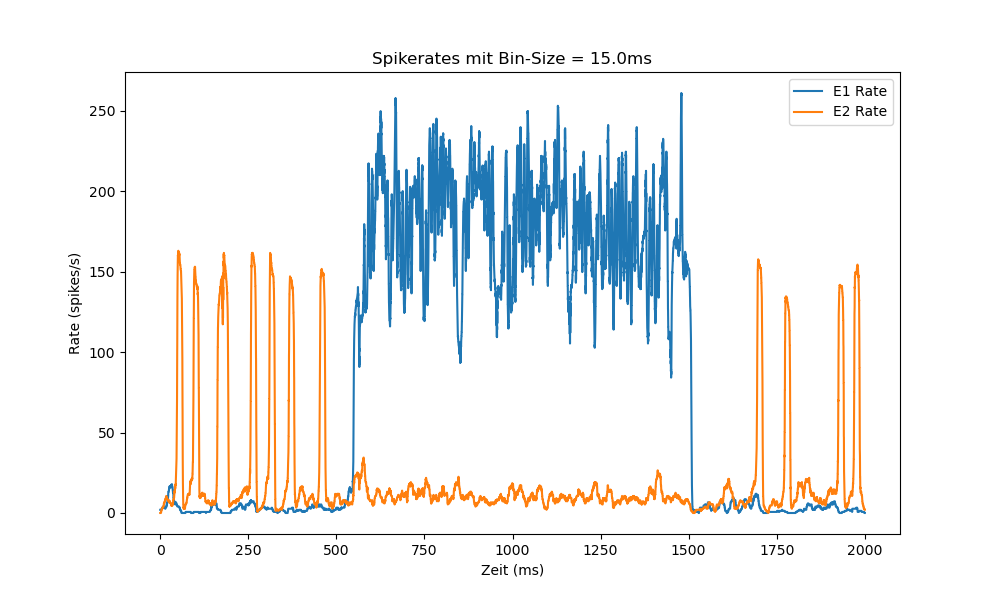 Spikerates mit Bin-Size = 15.0ms
E1 Rate
E2 Rate
Rate (spikes/s)
250
200
150
100
50
0
0 250 500 750 1000 1250 1500 1750 2000
Zeit (ms)